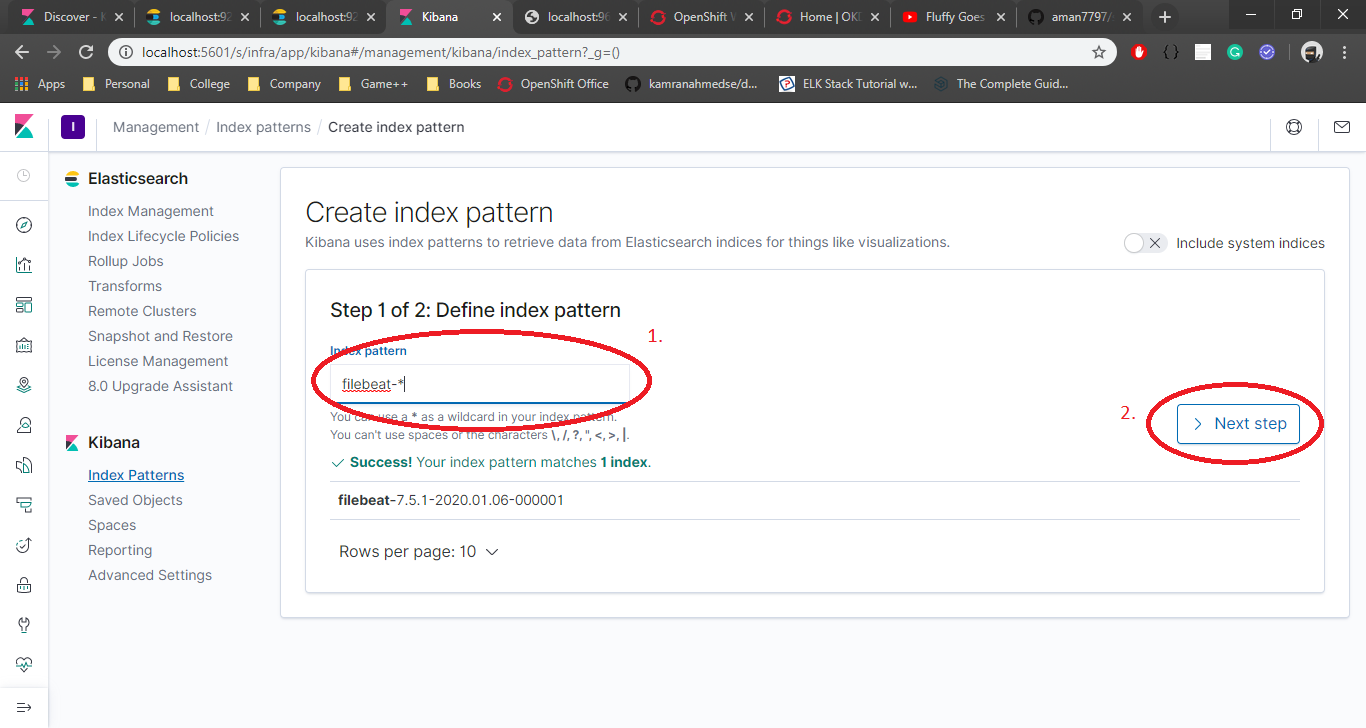 Discover - K
localhost:92
localhost:92
Kibana
localhost:96
OpenShift W
Home | OKD
Fluffy Goes
aman7797/
localhost:5601/s/infra/app/kibana#/management/kibana/index_pattern?_g=()
Apps
Personal
College
Company
Game++
Books
OpenShift Office
kamranahmedse/d...
ELK Stack Tutorial w...
The Complete Guid...
I
Management / Index patterns / Create index pattern
Elasticsearch
Index Management
Index Lifecycle Policies
Rollup Jobs
Transforms
Remote Clusters
Snapshot and Restore
License Management
8.0 Upgrade Assistant
Kibana
Index Patterns
Saved Objects
Spaces
Reporting
Advanced Settings
Create index pattern
Kibana uses index patterns to retrieve data from Elasticsearch indices for things like visualizations.
Include system indices
Step 1 of 2: Define index pattern
1.
Index pattern
filebeat-*
You can use a * as a wildcard in your index pattern.
You can't use spaces or the characters \, /, ?, ", <, >, |.
2.
Next step
Success! Your index pattern matches 1 index.
filebeat-7.5.1-2020.01.06-000001
Rows per page: 10